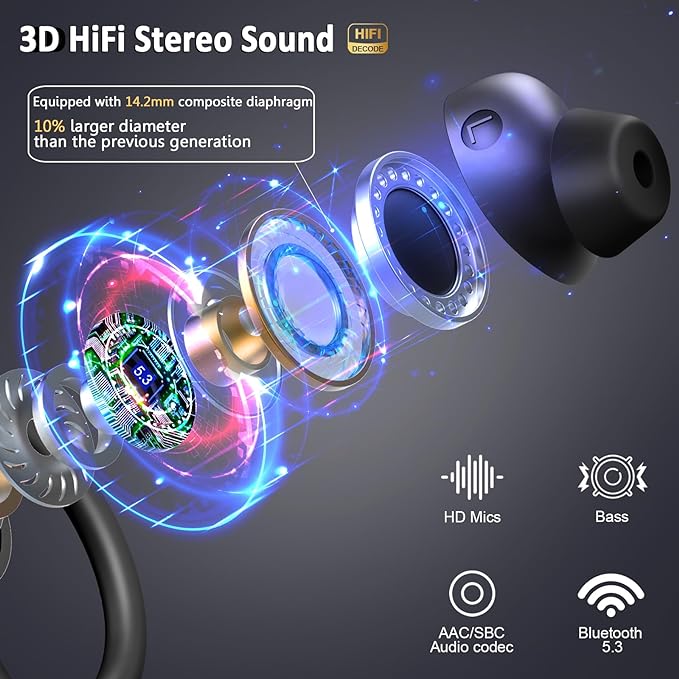 3D HiFi Stereo Sound
HIFI
DECODE
Equipped with 14.2mm composite diaphragm
10% larger diameter
than the previous generation
L
5.3
HD Mics
Bass
AAC/SBC
Audio codec
Bluetooth
5.3